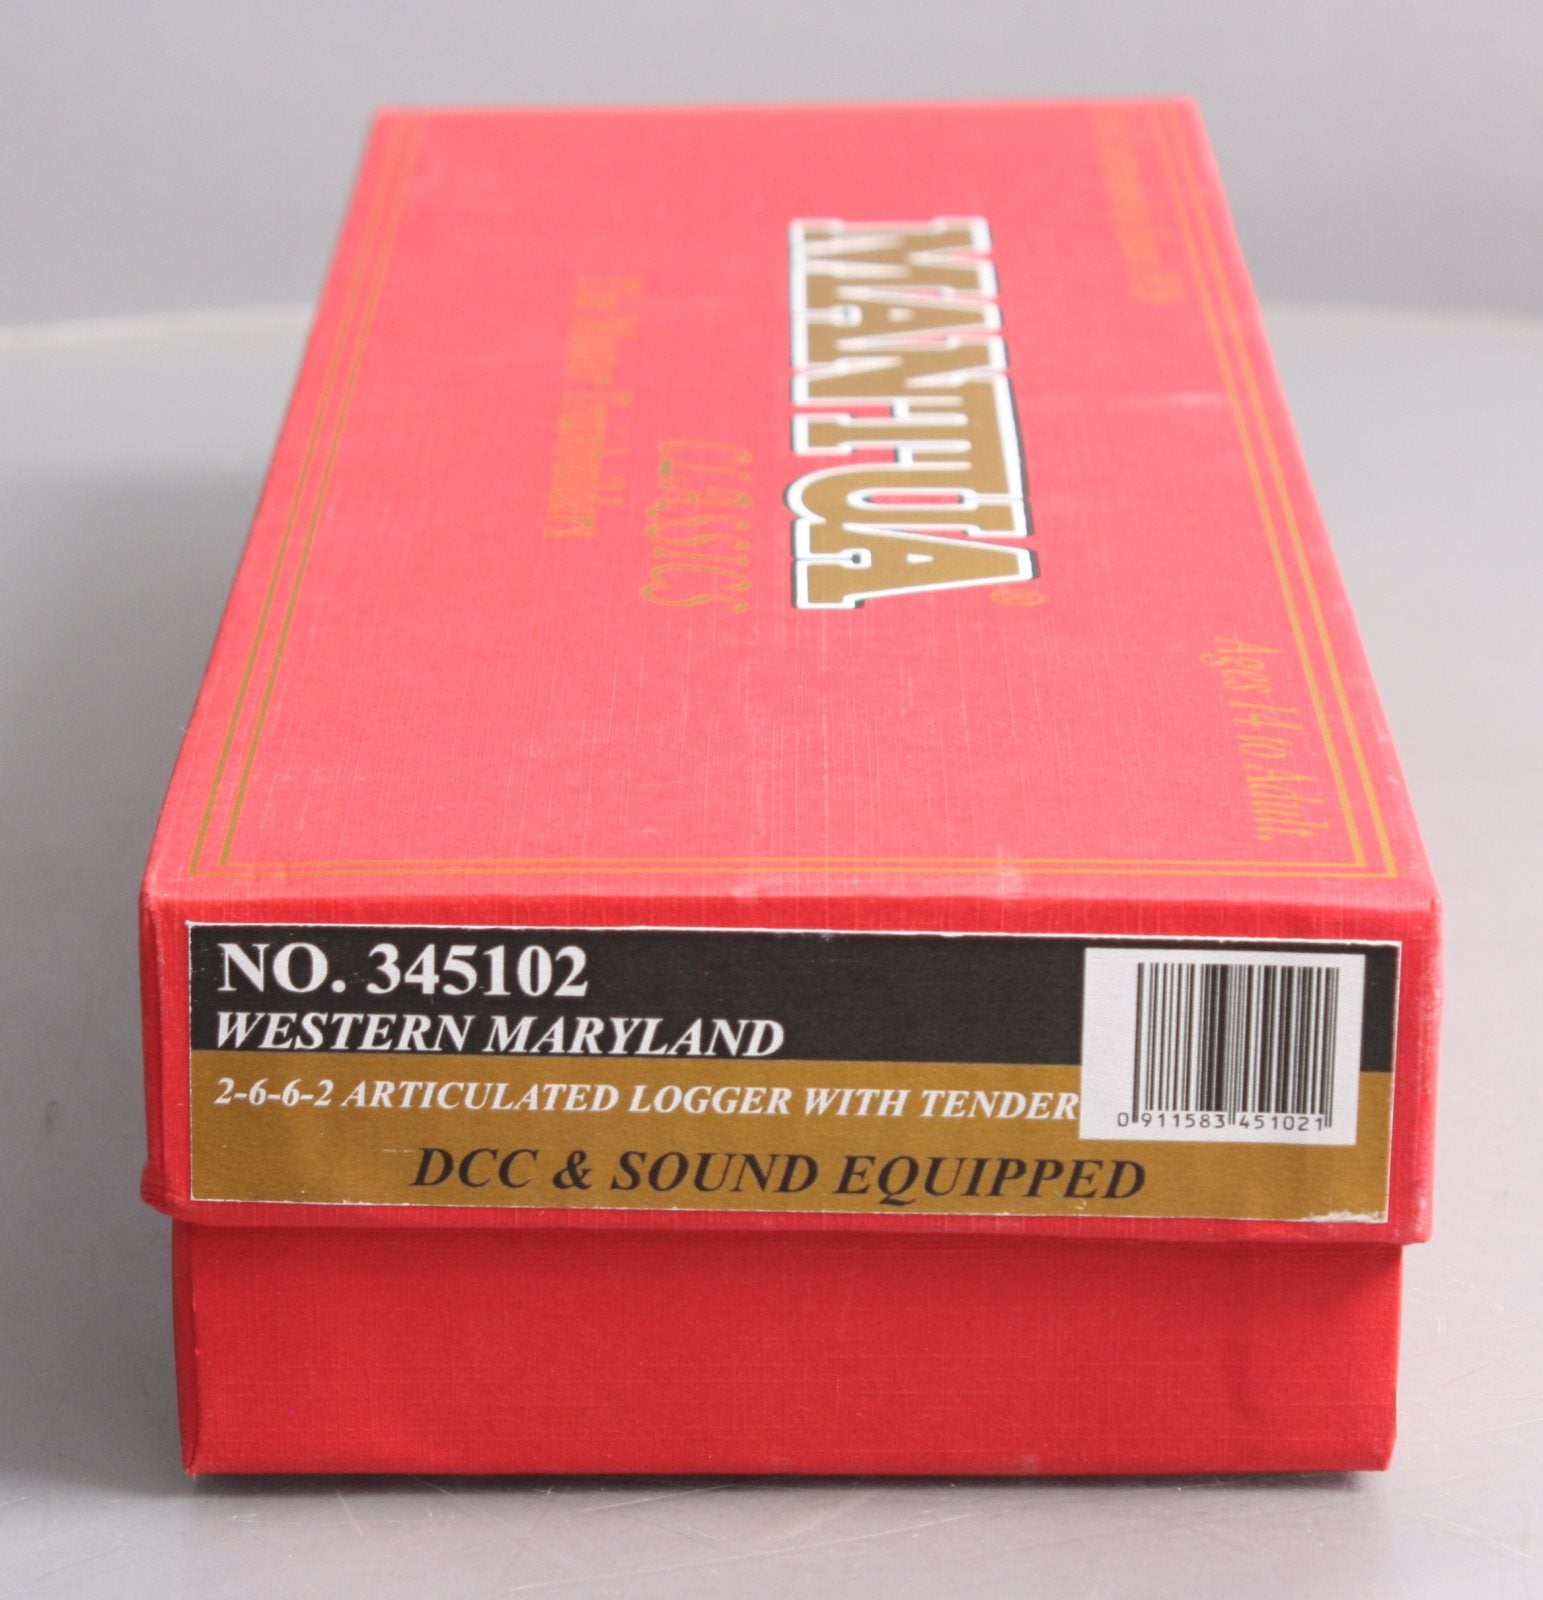 MANTUA®
CLASSICS
Ages 14 to Adult.
NO. 345102
WESTERN MARYLAND
2-6-6-2 ARTICULATED LOGGER WITH TENDER
DCC & SOUND EQUIPPED
0 911583 451021